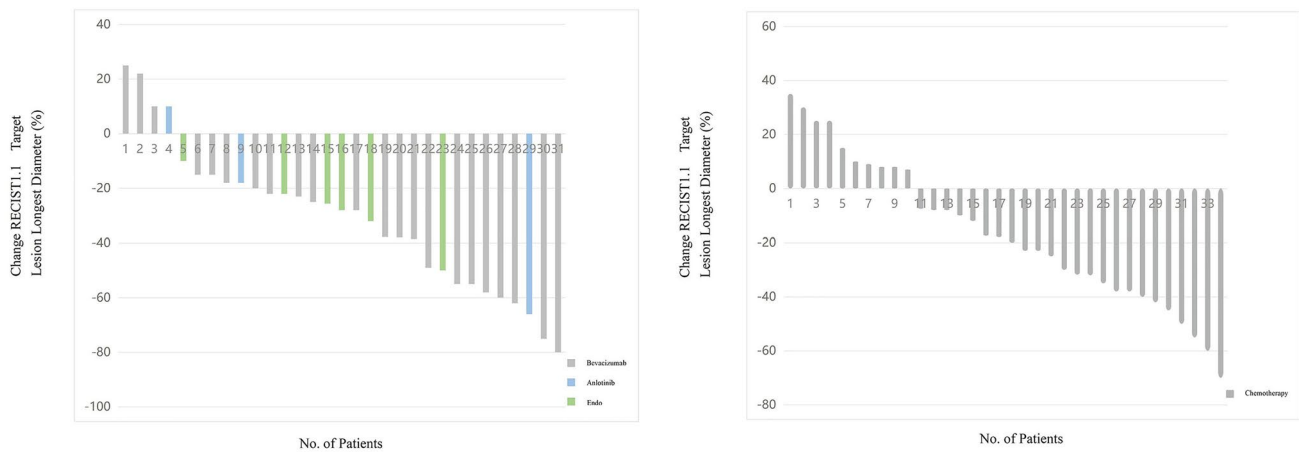 40
20
0
-20
-40
-60
-80
-100
1 2 3 4 5 6 7 8 9 10 11 12 13 14 15 16 17 18 19 20 21 22 23 24 25 26 27 28 29 30 31
Change RECIST1.1 Target
Lesion Longest Diameter (%)
Bevacizumab
Anlotinib
Endo
No. of Patients
60
40
20
0
-20
-40
-60
-80
1 3 5 7 9 11 13 15 17 19 21 23 25 27 29 31 33
Change RECIST1.1 Target
Lesion Longest Diameter (%)
Chemotherapy
No. of Patients